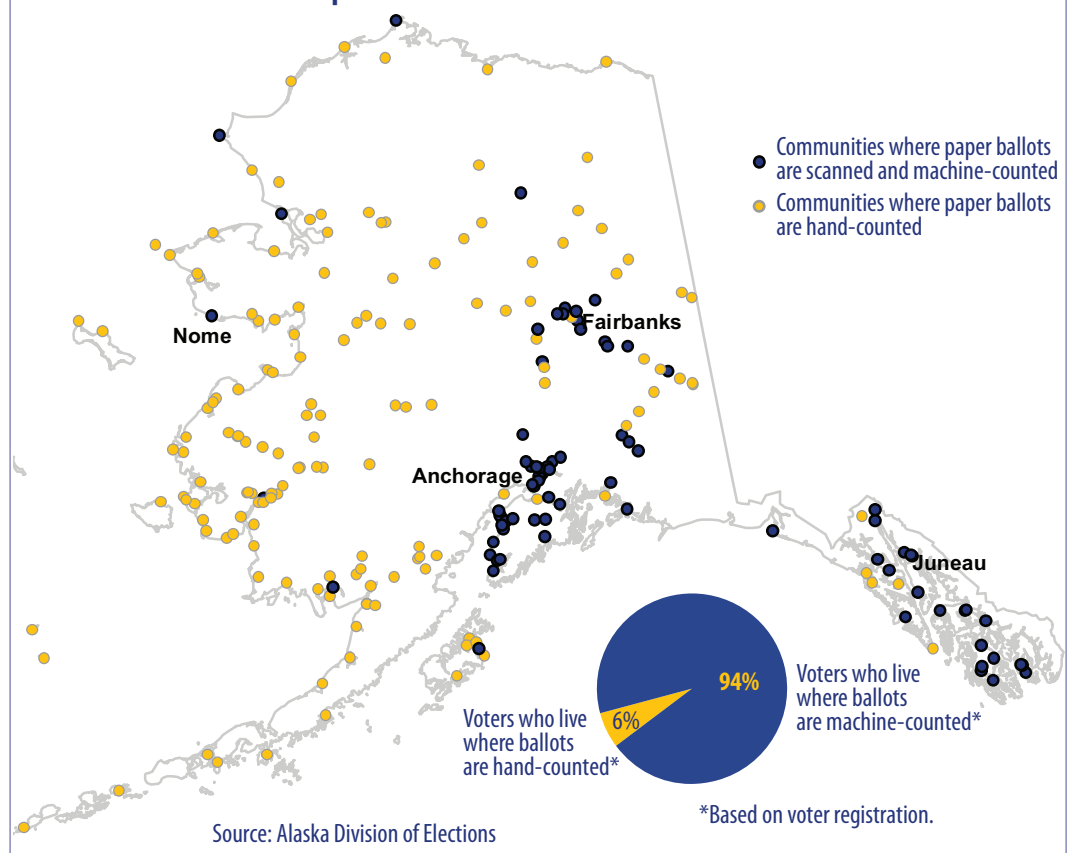 Communities where paper ballots
are scanned and machine-counted
Communities where paper ballots
are hand-counted
Nome
Fairbanks
Anchorage
Juneau
94%
6%
Voters who live
where ballots
are machine-counted*
Voters who live
where ballots
are hand-counted*
*Based on voter registration.
Source: Alaska Division of Elections